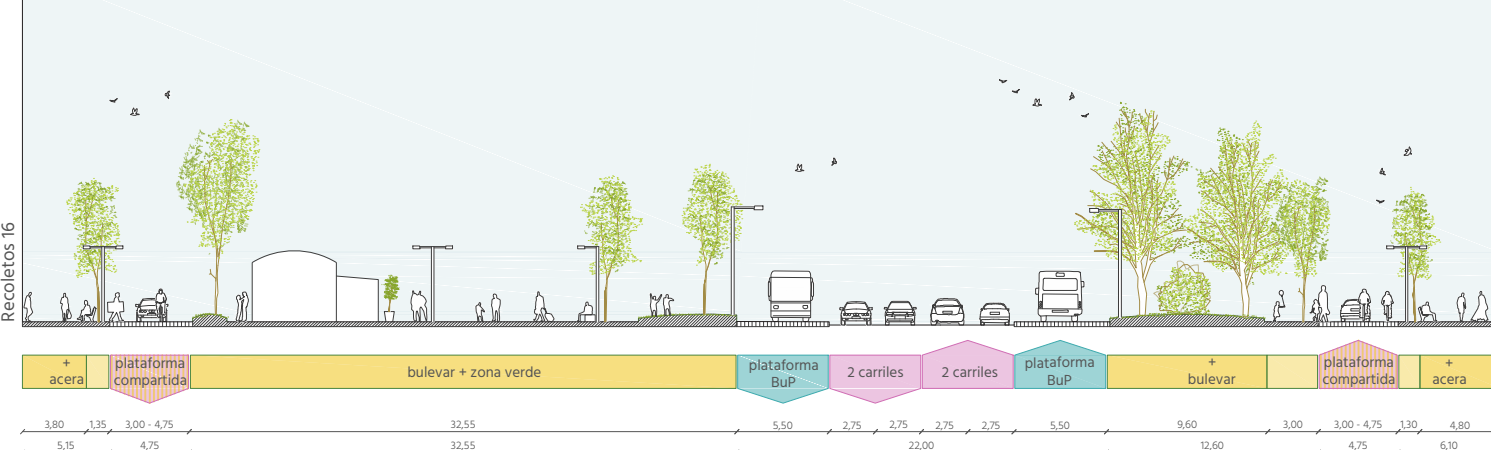 Recoletos 16
+
acera
plataforma
compartida
bulevar + zona verde
plataforma
BuP
2 carriles
2 carriles
plataforma
BuP
+
bulevar
plataforma
compartida
+
acera
3,80 1,35 3,00 - 4,75 32,55 5,50 2,75 2,75 2,75 2,75 5,50 9,60 3,00 3,00 - 4,75 1,30 4,80
5,15 4,75 32,55 22,00 12,60 4,75 6,10